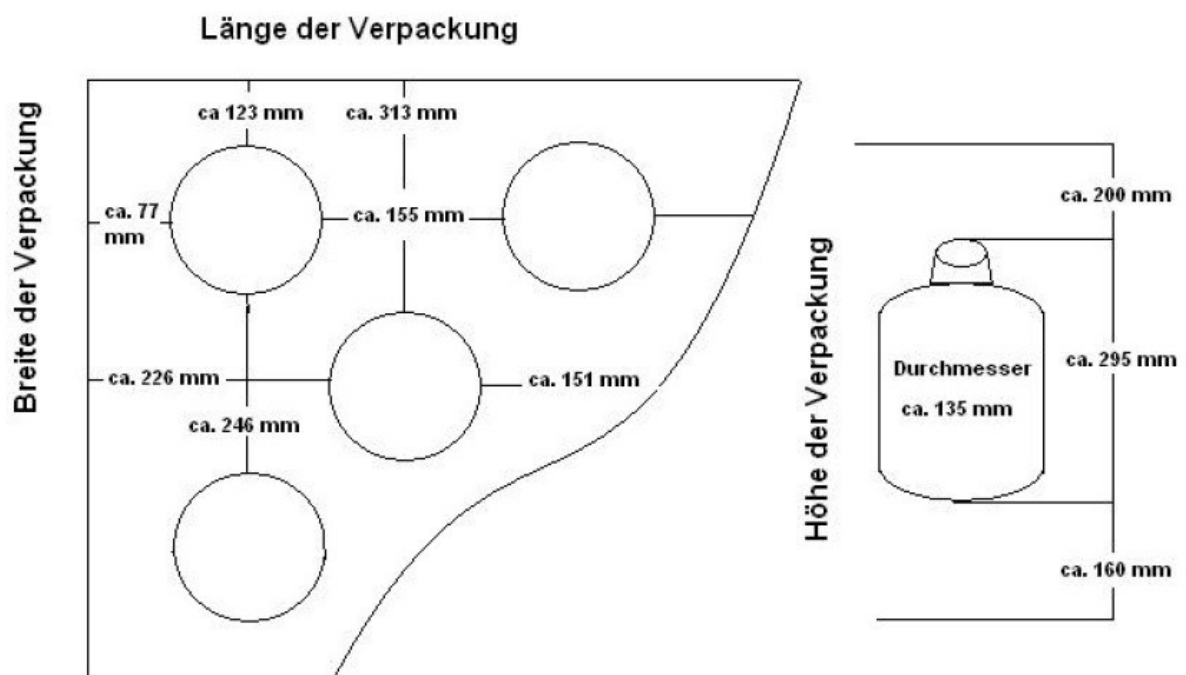 Länge der Verpackung
Breite der Verpackung
ca 123 mm
ca. 313 mm
ca. 77
mm
ca. 155 mm
ca. 226 mm
ca. 151 mm
ca. 246 mm
Höhe der Verpackung
ca. 200 mm
ca. 295 mm
Durchmesser
ca. 135 mm
ca. 160 mm